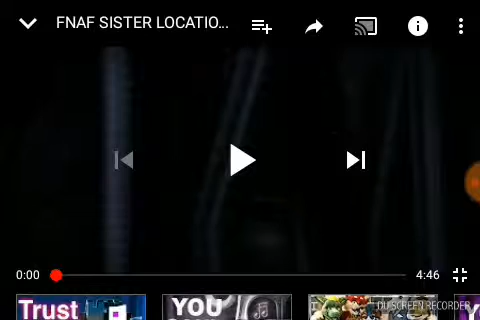 FNAF SISTER LOCATIO...
0:00
4:46
Trust
YOU
DU SCREEN RECORDER